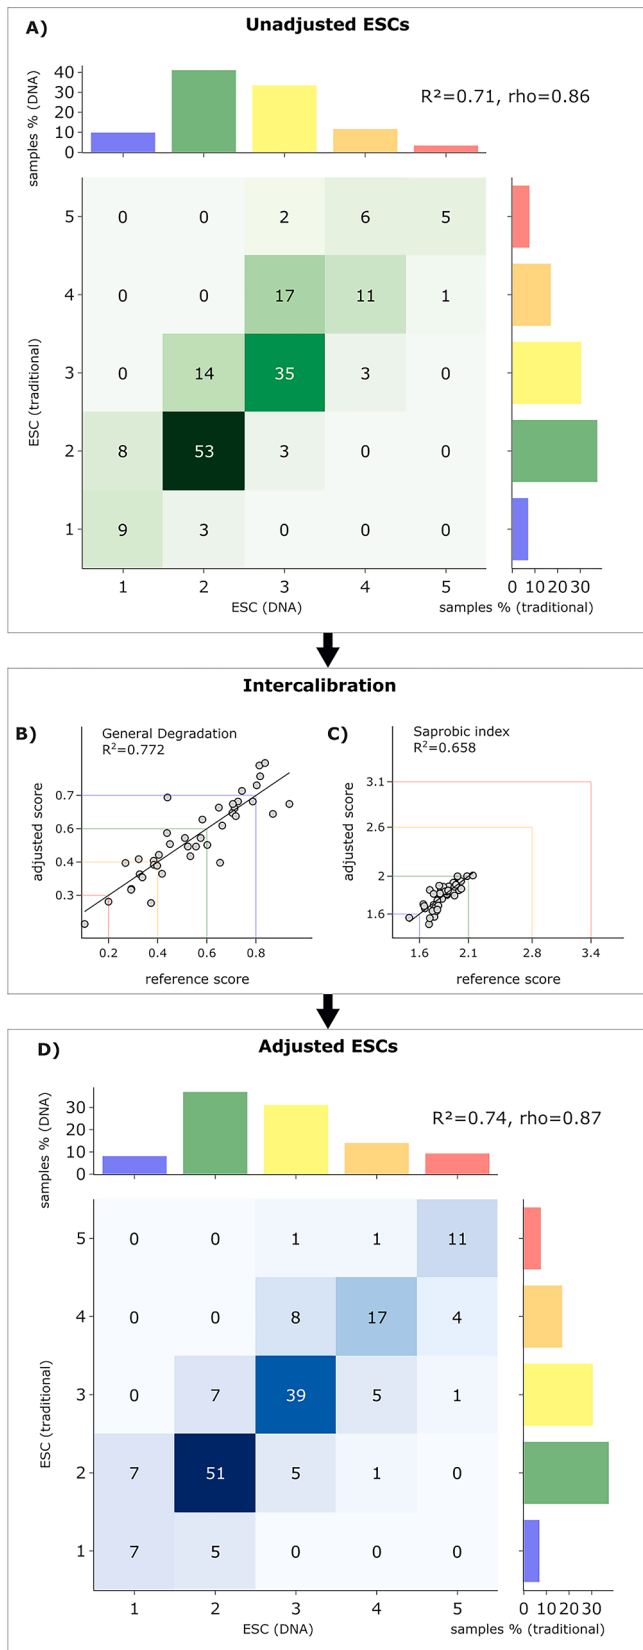 A)
Unadjusted ESCs
R²=0.71, rho=0.86
samples % (DNA)
40
30
20
10
0
ESC (traditional)
5 0 0 2 6 5
4 0 0 17 11 1
3 0 14 35 3 0
2 8 53 3 0 0
1 9 3 0 0 0
1 2 3 4 5
ESC (DNA)
0 10 20 30
samples % (traditional)
Intercalibration
B)
General Degradation
R²=0.772
adjusted score
0.7
0.6
0.4
0.3
0.2 0.4 0.6 0.8
reference score
C)
Saprobic index
R²=0.658
adjusted score
3.1
2.6
2
1.6
1.6 2.1 2.8 3.4
reference score
D)
Adjusted ESCs
R²=0.74, rho=0.87
samples % (DNA)
30
20
10
0
ESC (traditional)
5 0 0 1 1 11
4 0 0 8 17 4
3 0 7 39 5 1
2 7 51 5 1 0
1 7 5 0 0 0
1 2 3 4 5
ESC (DNA)
0 10 20 30
samples % (traditional)